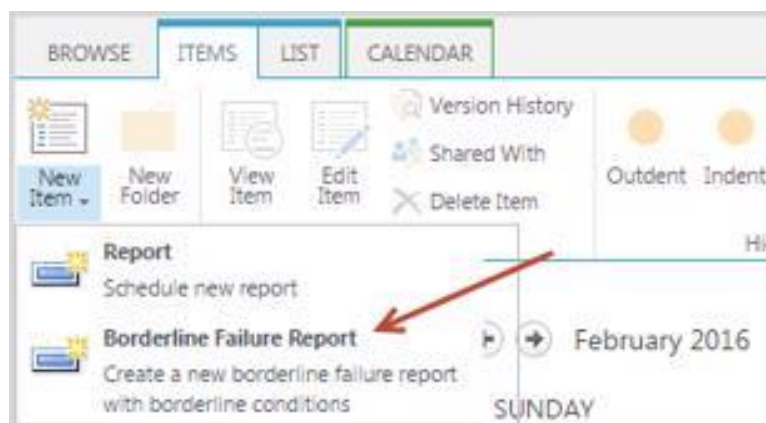 BROWSE ITEMS LIST CALENDAR
New Item
New Folder
View Item
Edit Item
Version History
Shared With
Delete Item
Outdent Indent
Report
Schedule new report
Borderline Failure Report
Create a new borderline failure report
with borderline conditions
February 2016
SUNDAY